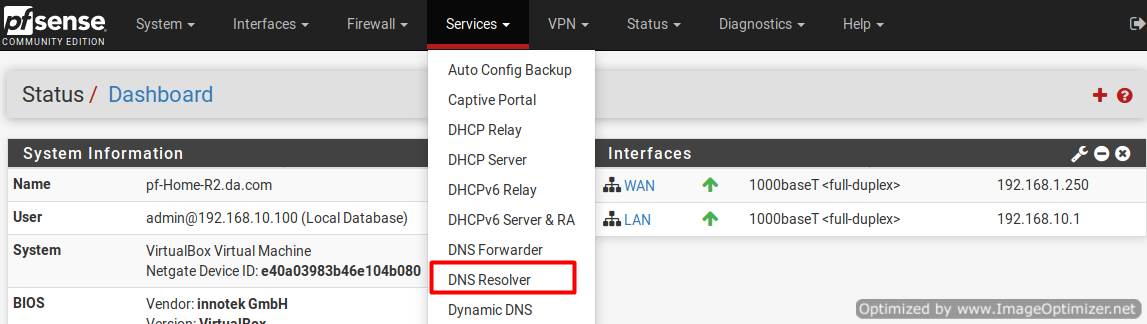 pfsense
COMMUNITY EDITION
System
Interfaces
Firewall
Services
VPN
Status
Diagnostics
Help
Auto Config Backup
Captive Portal
DHCP Relay
DHCP Server
DHCPv6 Relay
DHCPv6 Server & RA
DNS Forwarder
DNS Resolver
Dynamic DNS
Status / Dashboard
System Information
Name pf-Home-R2.da.com
User admin@192.168.10.100 (Local Database)
System VirtualBox Virtual Machine
Netgate Device ID: e40a03983b46e104b080
BIOS Vendor: innotek GmbH
Version: VirtualBox
Interfaces
WAN 1000baseT <full-duplex> 192.168.1.250
LAN 1000baseT <full-duplex> 192.168.10.1
Optimized by www.ImageOptimizer.net